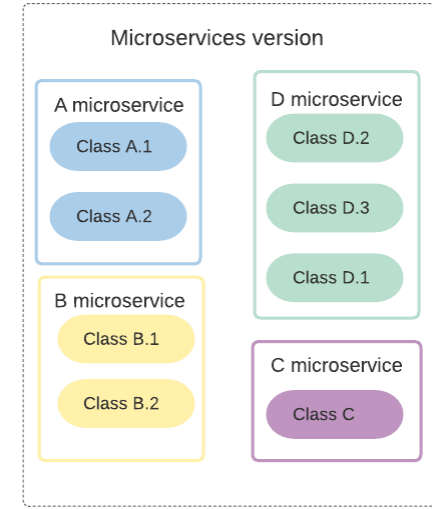 Microservices version
A microservice
Class A.1
Class A.2
B microservice
Class B.1
Class B.2
D microservice
Class D.2
Class D.3
Class D.1
C microservice
Class C